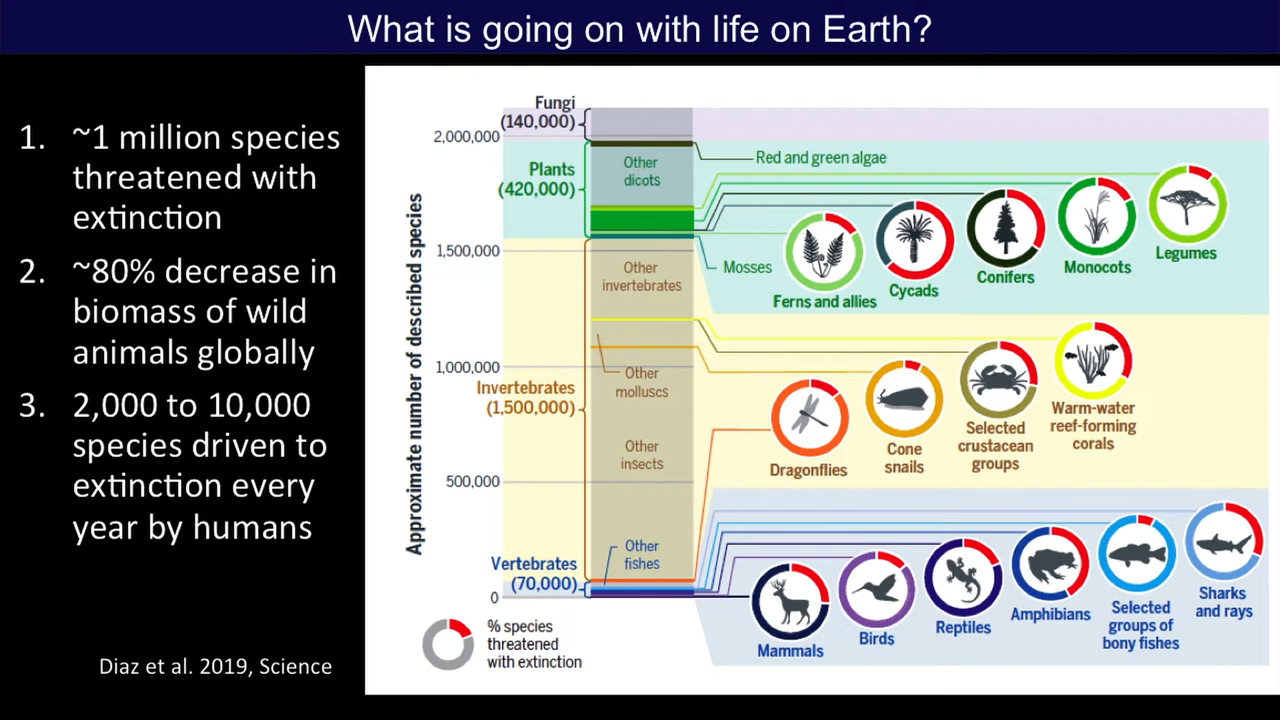 What is going on with life on Earth?
1. ~1 million species
threatened with
extinction
2. ~80% decrease in
biomass of wild
animals globally
3. 2,000 to 10,000
species driven to
extinction every
year by humans
Diaz et al. 2019, Science
Approximate number of described species
2,000,000
1,500,000
1,000,000
500,000
0
Fungi
(140,000)
Plants
(420,000)
Invertebrates
(1,500,000)
Vertebrates
(70,000)
Other
dicots
Other
invertebrates
Other
molluscs
Other
insects
Other
fishes
Red and green algae
Mosses
Ferns and allies
Cycads
Conifers
Monocots
Legumes
Dragonflies
Cone
snails
Selected
crustacean
groups
Warm-water
reef-forming
corals
Mammals
Birds
Reptiles
Amphibians
Selected
groups of
bony fishes
Sharks
and rays
% species
threatened
with extinction